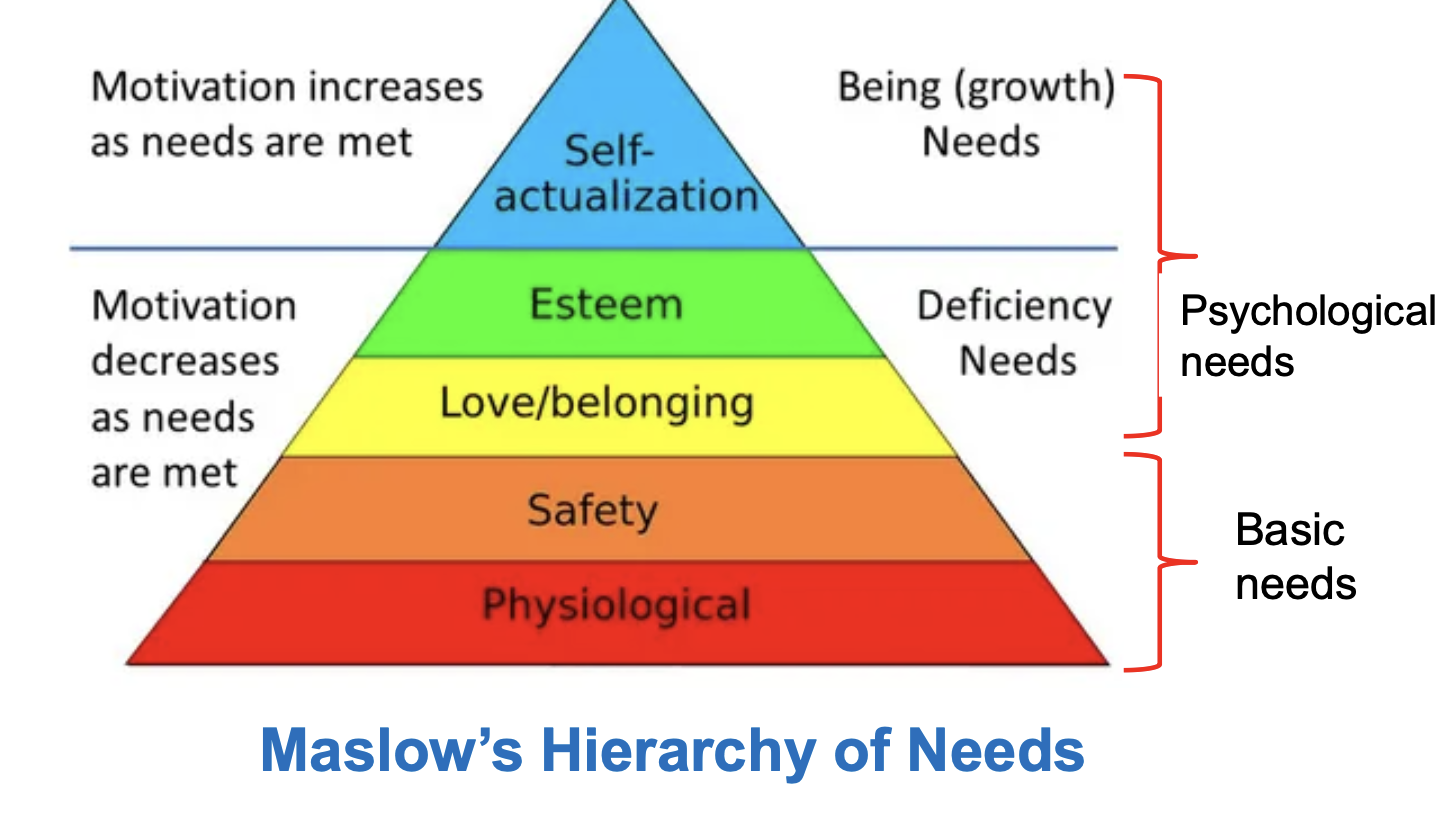 Motivation increases
as needs are met
Being (growth)
Needs
Self-
actualization
Motivation
decreases
as needs
are met
Esteem
Love/belonging
Safety
Physiological
Deficiency
Needs
Psychological
needs
Basic
needs
Maslow’s Hierarchy of Needs